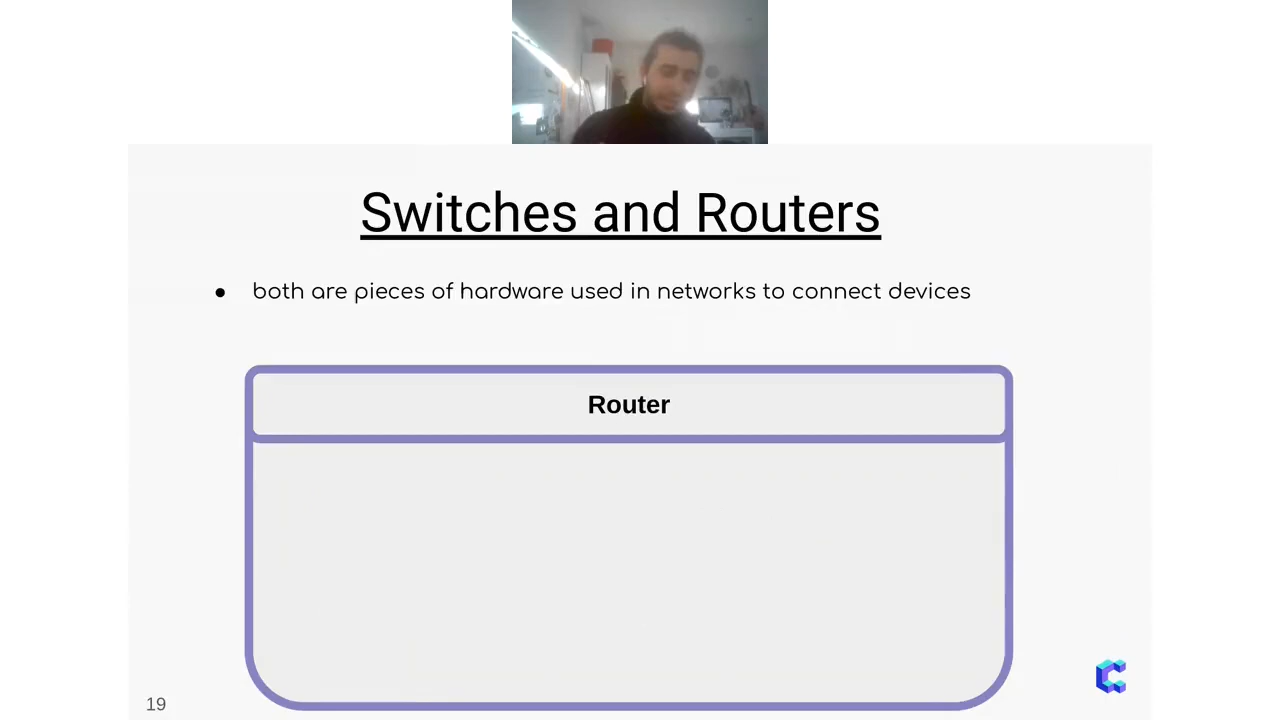 Switches and Routers
● both are pieces of hardware used in networks to connect devices
Router
19